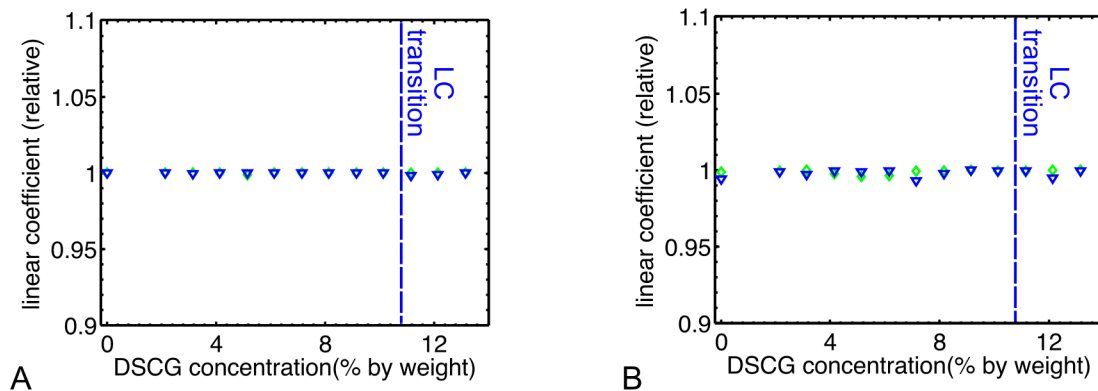 1.1
1.05
1
0.95
0.9
linear coefficient (relative)
0
4
8
12
DSCG concentration(% by weight)
LC
transition
A
1.1
1.05
1
0.95
0.9
linear coefficient (relative)
0
4
8
12
DSCG concentration(% by weight)
LC
transition
B